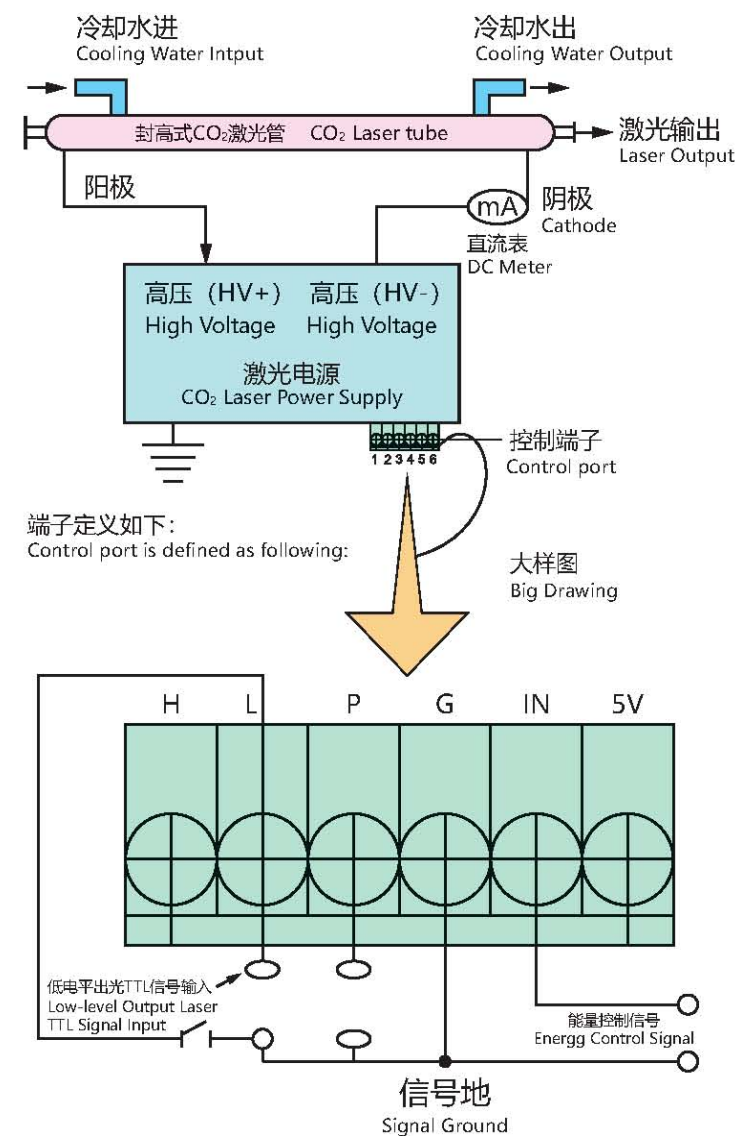 冷却水进
Cooling Water Intput
冷却水出
Cooling Water Output
封高式CO₂激光管 CO₂ Laser tube
激光输出
Laser Output
阳极
mA
阴极
Cathode
直流表
DC Meter
高压（HV+） 高压（HV-）
High Voltage High Voltage
激光电源
CO₂ Laser Power Supply
控制端子
Control port
1 2 3 4 5 6
端子定义如下：
Control port is defined as following:
大样图
Big Drawing
H L P G IN 5V
低电平出光TTL信号输入
Low-level Output Laser
TTL Signal Input
能量控制信号
Energg Control Signal
信号地
Signal Ground